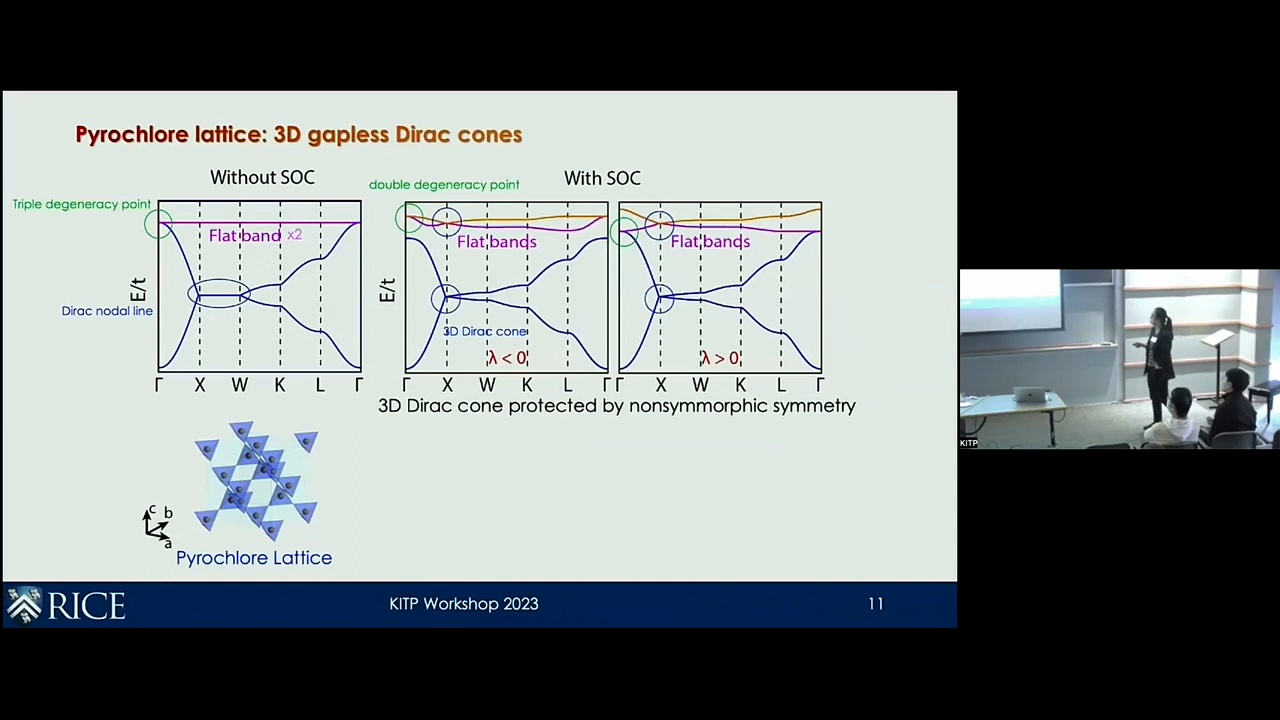 Pyrochlore lattice: 3D gapless Dirac cones
Without SOC
Triple degeneracy point
Flat band x2
Dirac nodal line
E/t
Γ X W K L Γ
double degeneracy point
With SOC
Flat bands
Flat bands
E/t
3D Dirac cone
λ < 0
λ > 0
Γ X W K L Γ
Γ X W K L Γ
3D Dirac cone protected by nonsymmorphic symmetry
c
b
a
Pyrochlore Lattice
RICE
KITP Workshop 2023
11
KITP